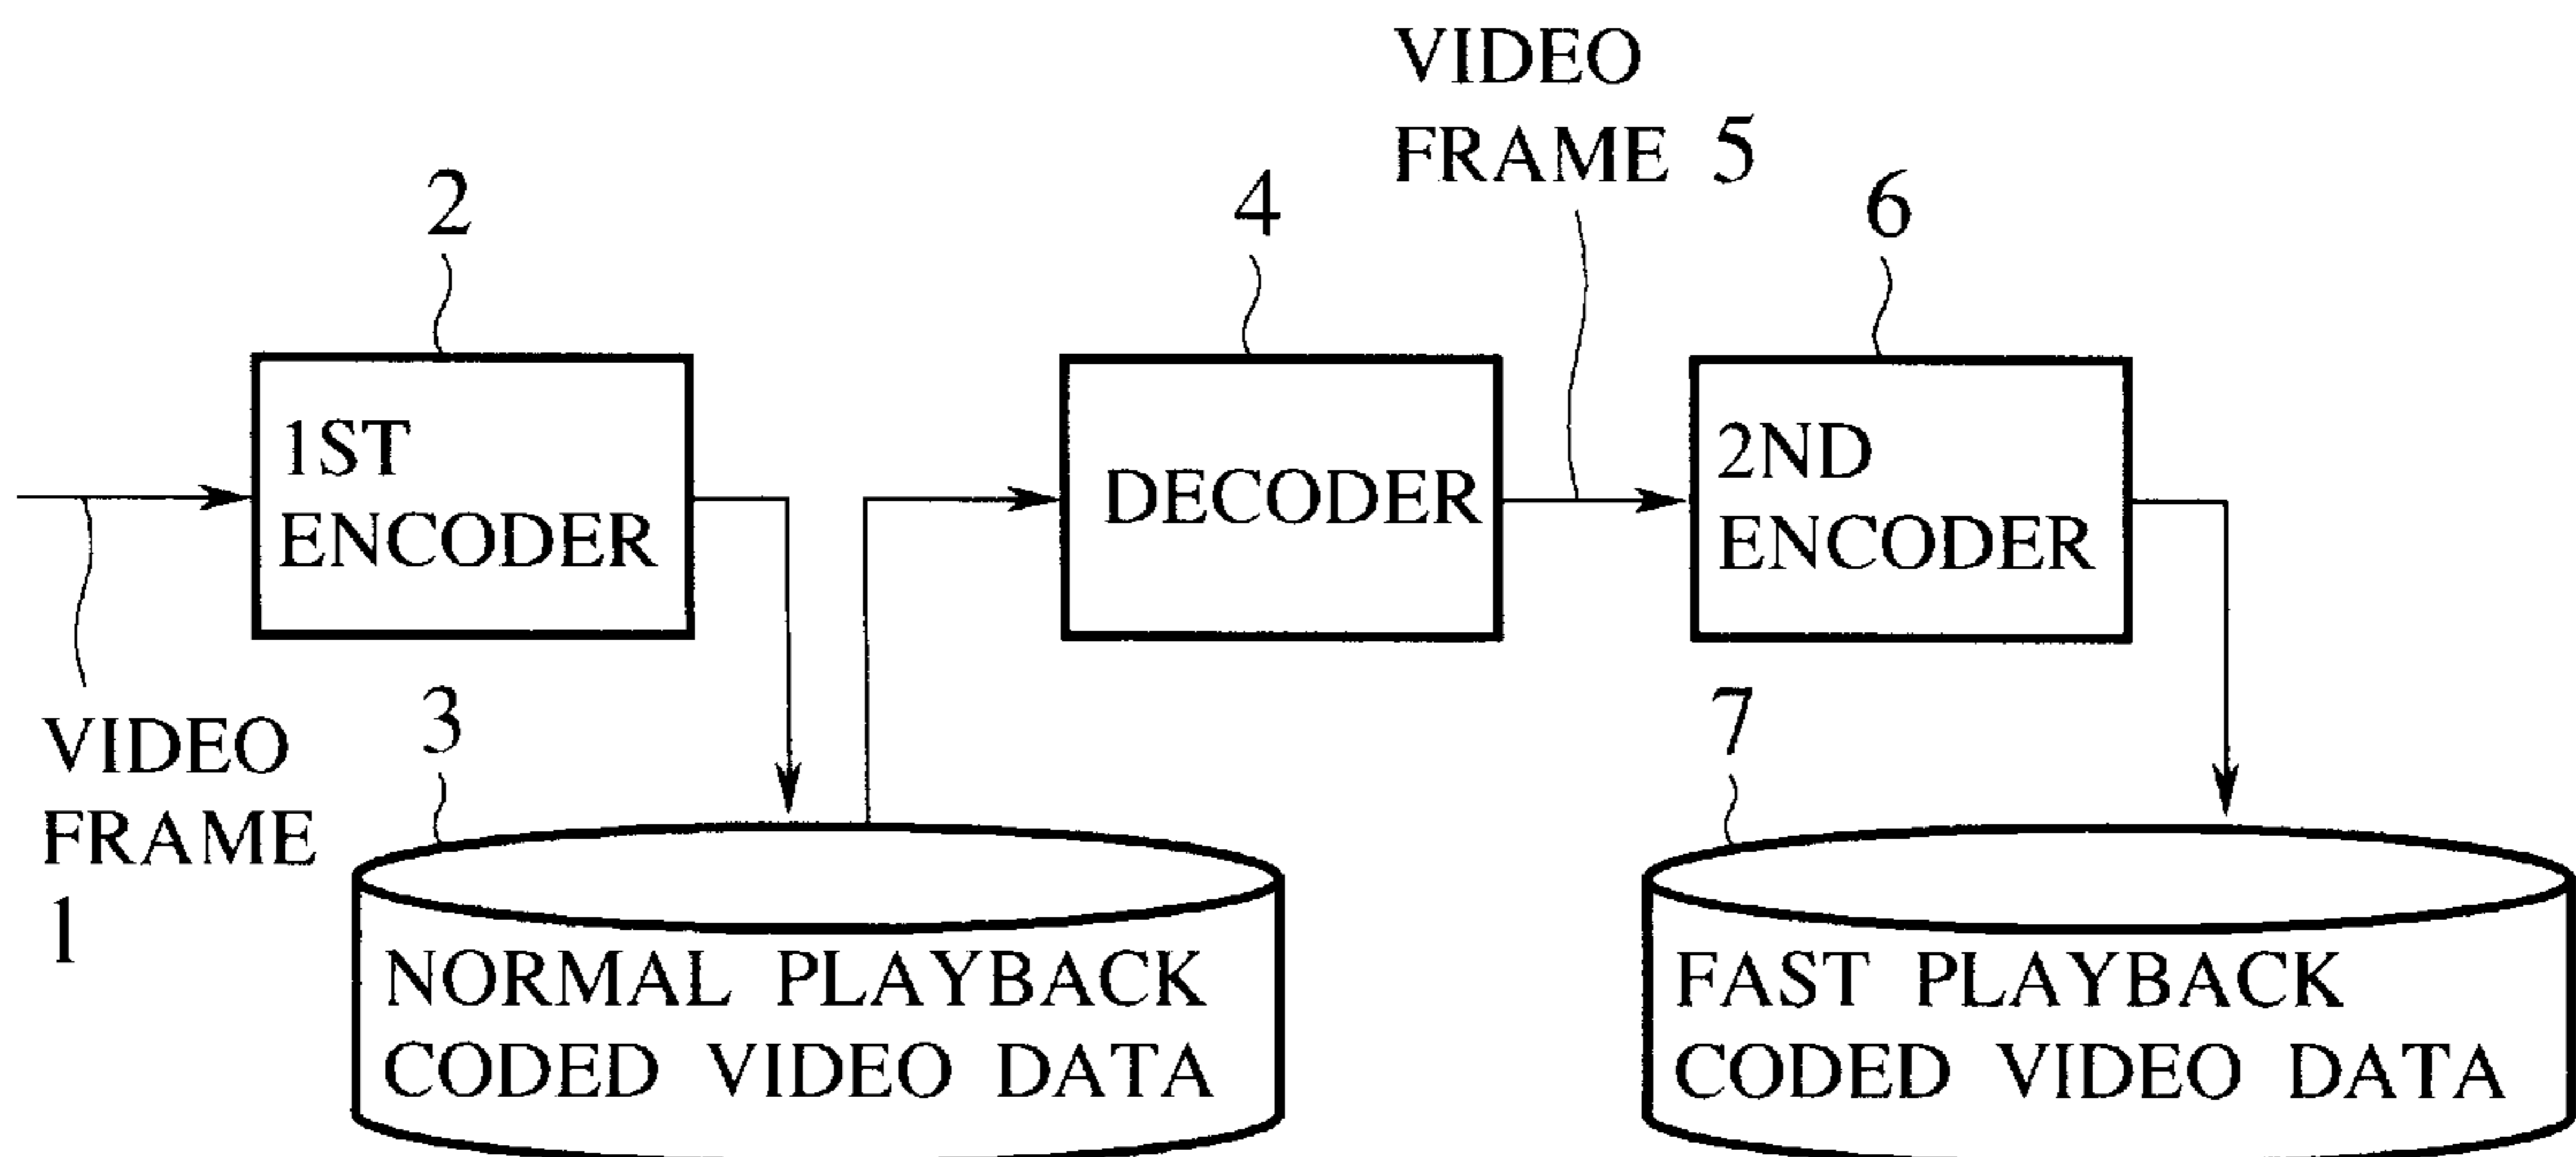 VIDEO
FRAME 5
2
4
6
1ST
ENCODER
DECODER
2ND
ENCODER
VIDEO
FRAME
1
3
7
NORMAL PLAYBACK
CODED VIDEO DATA
FAST PLAYBACK
CODED VIDEO DATA